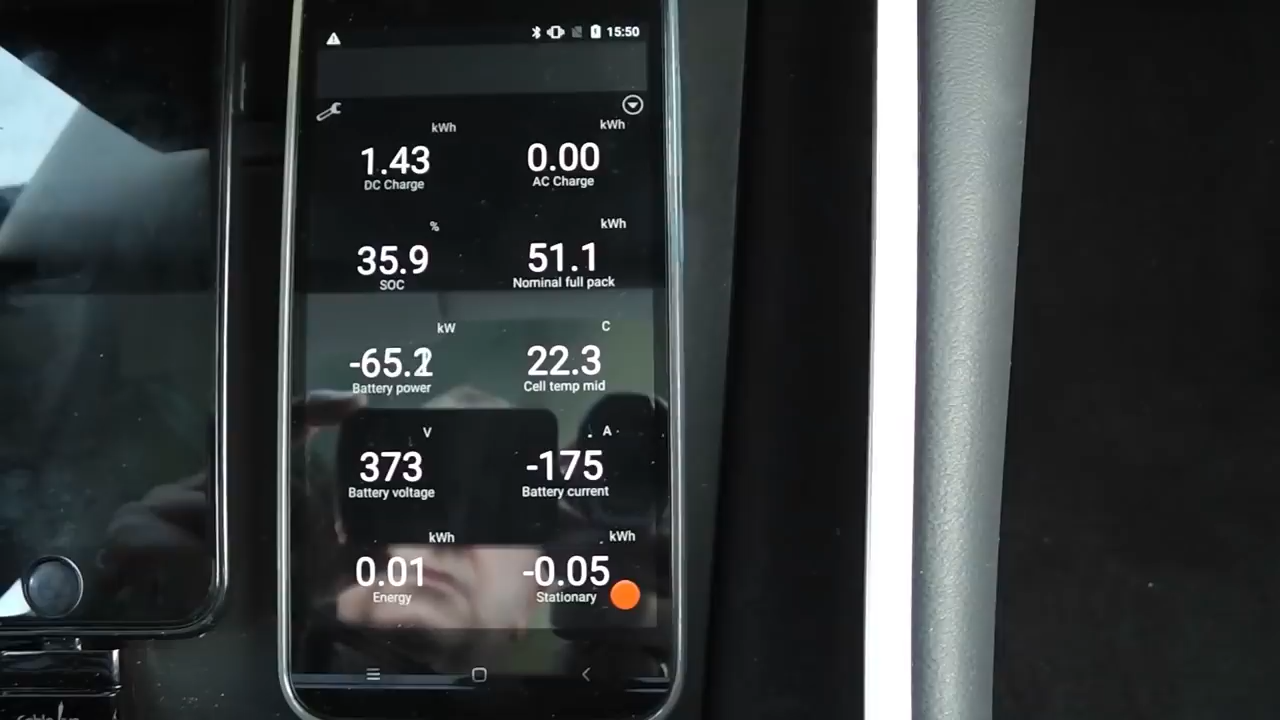 15:50
kWh kWh
1.43 0.00
DC Charge AC Charge
% kWh
35.9 51.1
SOC Nominal full pack
kW C
22.3
Battery power Cell temp mid
V A
373 -175
Battery voltage Battery current
kWh kWh
0.01 -0.05
Energy Stationary